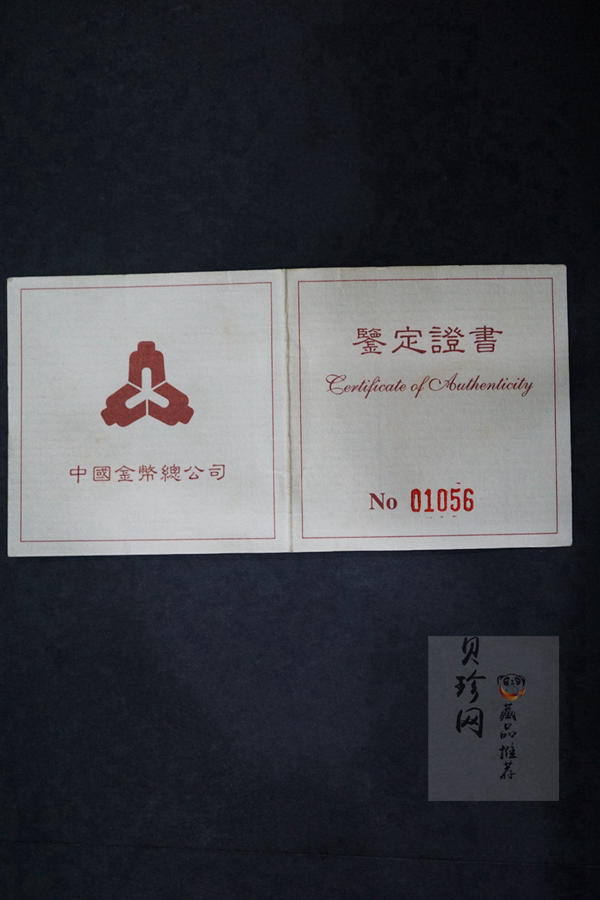 中國金幣總公司
鑒定證書
Certificate of Authenticity
No 01056
贝珍网
藏品推荐